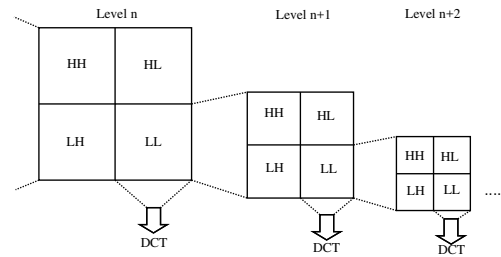 Level n
Level n+1
Level n+2
HH HL
LH LL
HH HL
LH LL
HH HL
LH LL
....
DCT
DCT
DCT